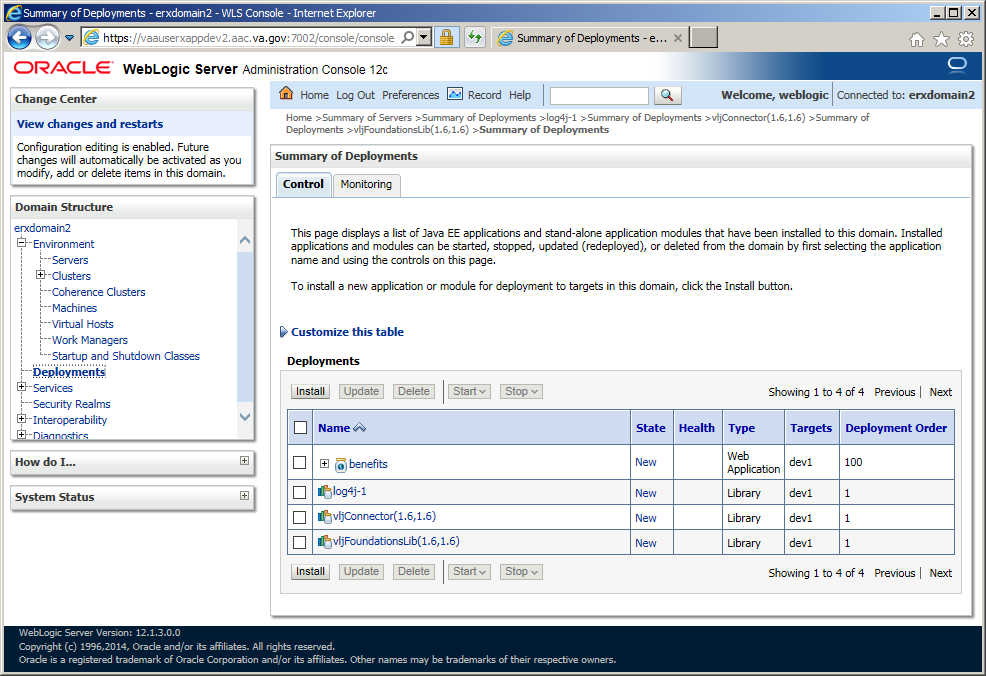 Summary of Deployments - erxdomain2 - WLS Console - Internet Explorer
https://vaauserxappdev2.aac.va.gov:7002/console/console
Summary of Deployments - e...
ORACLE WebLogic Server Administration Console 12c
Change Center
View changes and restarts
Configuration editing is enabled. Future
changes will automatically be activated as you
modify, add or delete items in this domain.
Domain Structure
erxdomain2
Environment
Servers
Clusters
Coherence Clusters
Machines
Virtual Hosts
Work Managers
Startup and Shutdown Classes
Deployments
Services
Security Realms
Interoperability
Diagnostics
How do I...
System Status
Home Log Out Preferences Record Help
Welcome, weblogic Connected to: erxdomain2
Home >Summary of Servers >Summary of Deployments >log4j-1 >Summary of Deployments >vljConnector(1.6,1.6) >Summary of
Deployments >vljFoundationsLib(1.6,1.6) >Summary of Deployments
Summary of Deployments
Control Monitoring
This page displays a list of Java EE applications and stand-alone application modules that have been installed to this domain. Installed
applications and modules can be started, stopped, updated (redeployed), or deleted from the domain by first selecting the application
name and using the controls on this page.
To install a new application or module for deployment to targets in this domain, click the Install button.
Customize this table
Deployments
Install Update Delete Start Stop Showing 1 to 4 of 4 Previous | Next
Name State Health Type Targets Deployment Order
benefits New Web Application dev1 100
log4j-1 New Library dev1 1
vljConnector(1.6,1.6) New Library dev1 1
vljFoundationsLib(1.6,1.6) New Library dev1 1
Install Update Delete Start Stop Showing 1 to 4 of 4 Previous | Next
WebLogic Server Version: 12.1.3.0.0
Copyright (c) 1996,2014, Oracle and/or its affiliates. All rights reserved.
Oracle is a registered trademark of Oracle Corporation and/or its affiliates. Other names may be trademarks of their respective owners.